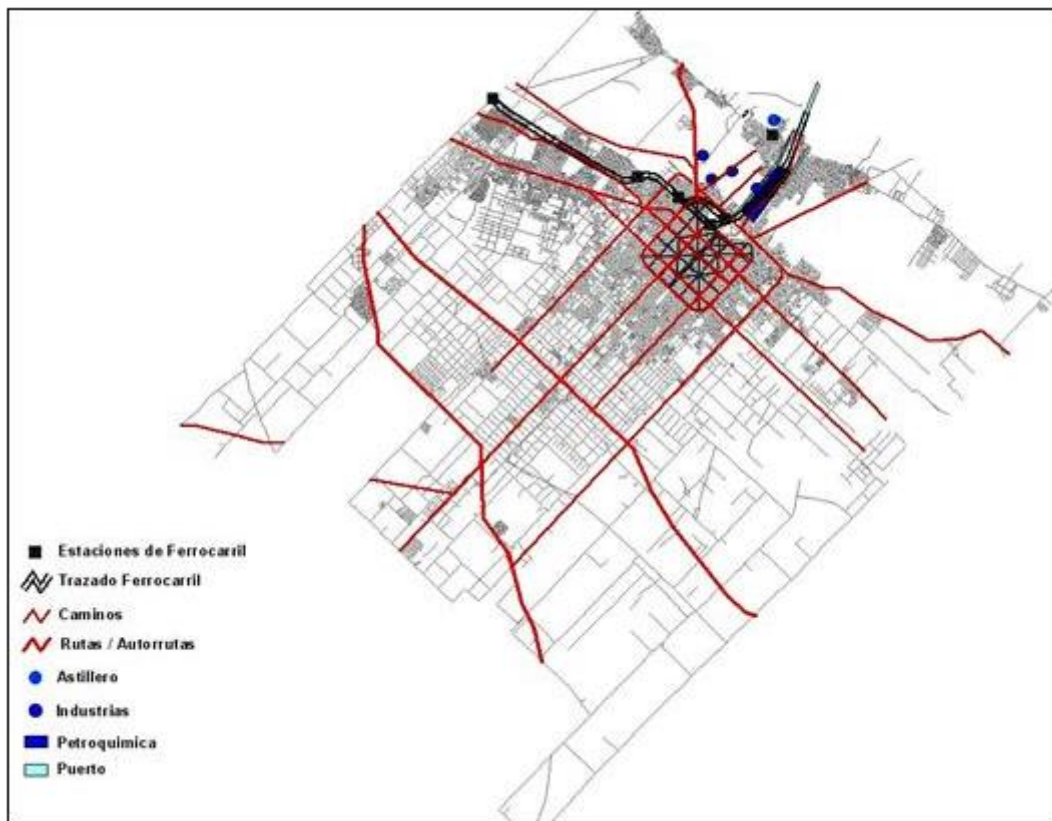 Estaciones de Ferrocarril
Trazado Ferrocarril
Caminos
Rutas / Autorrutas
Astillero
Industrias
Petroquimica
Puerto